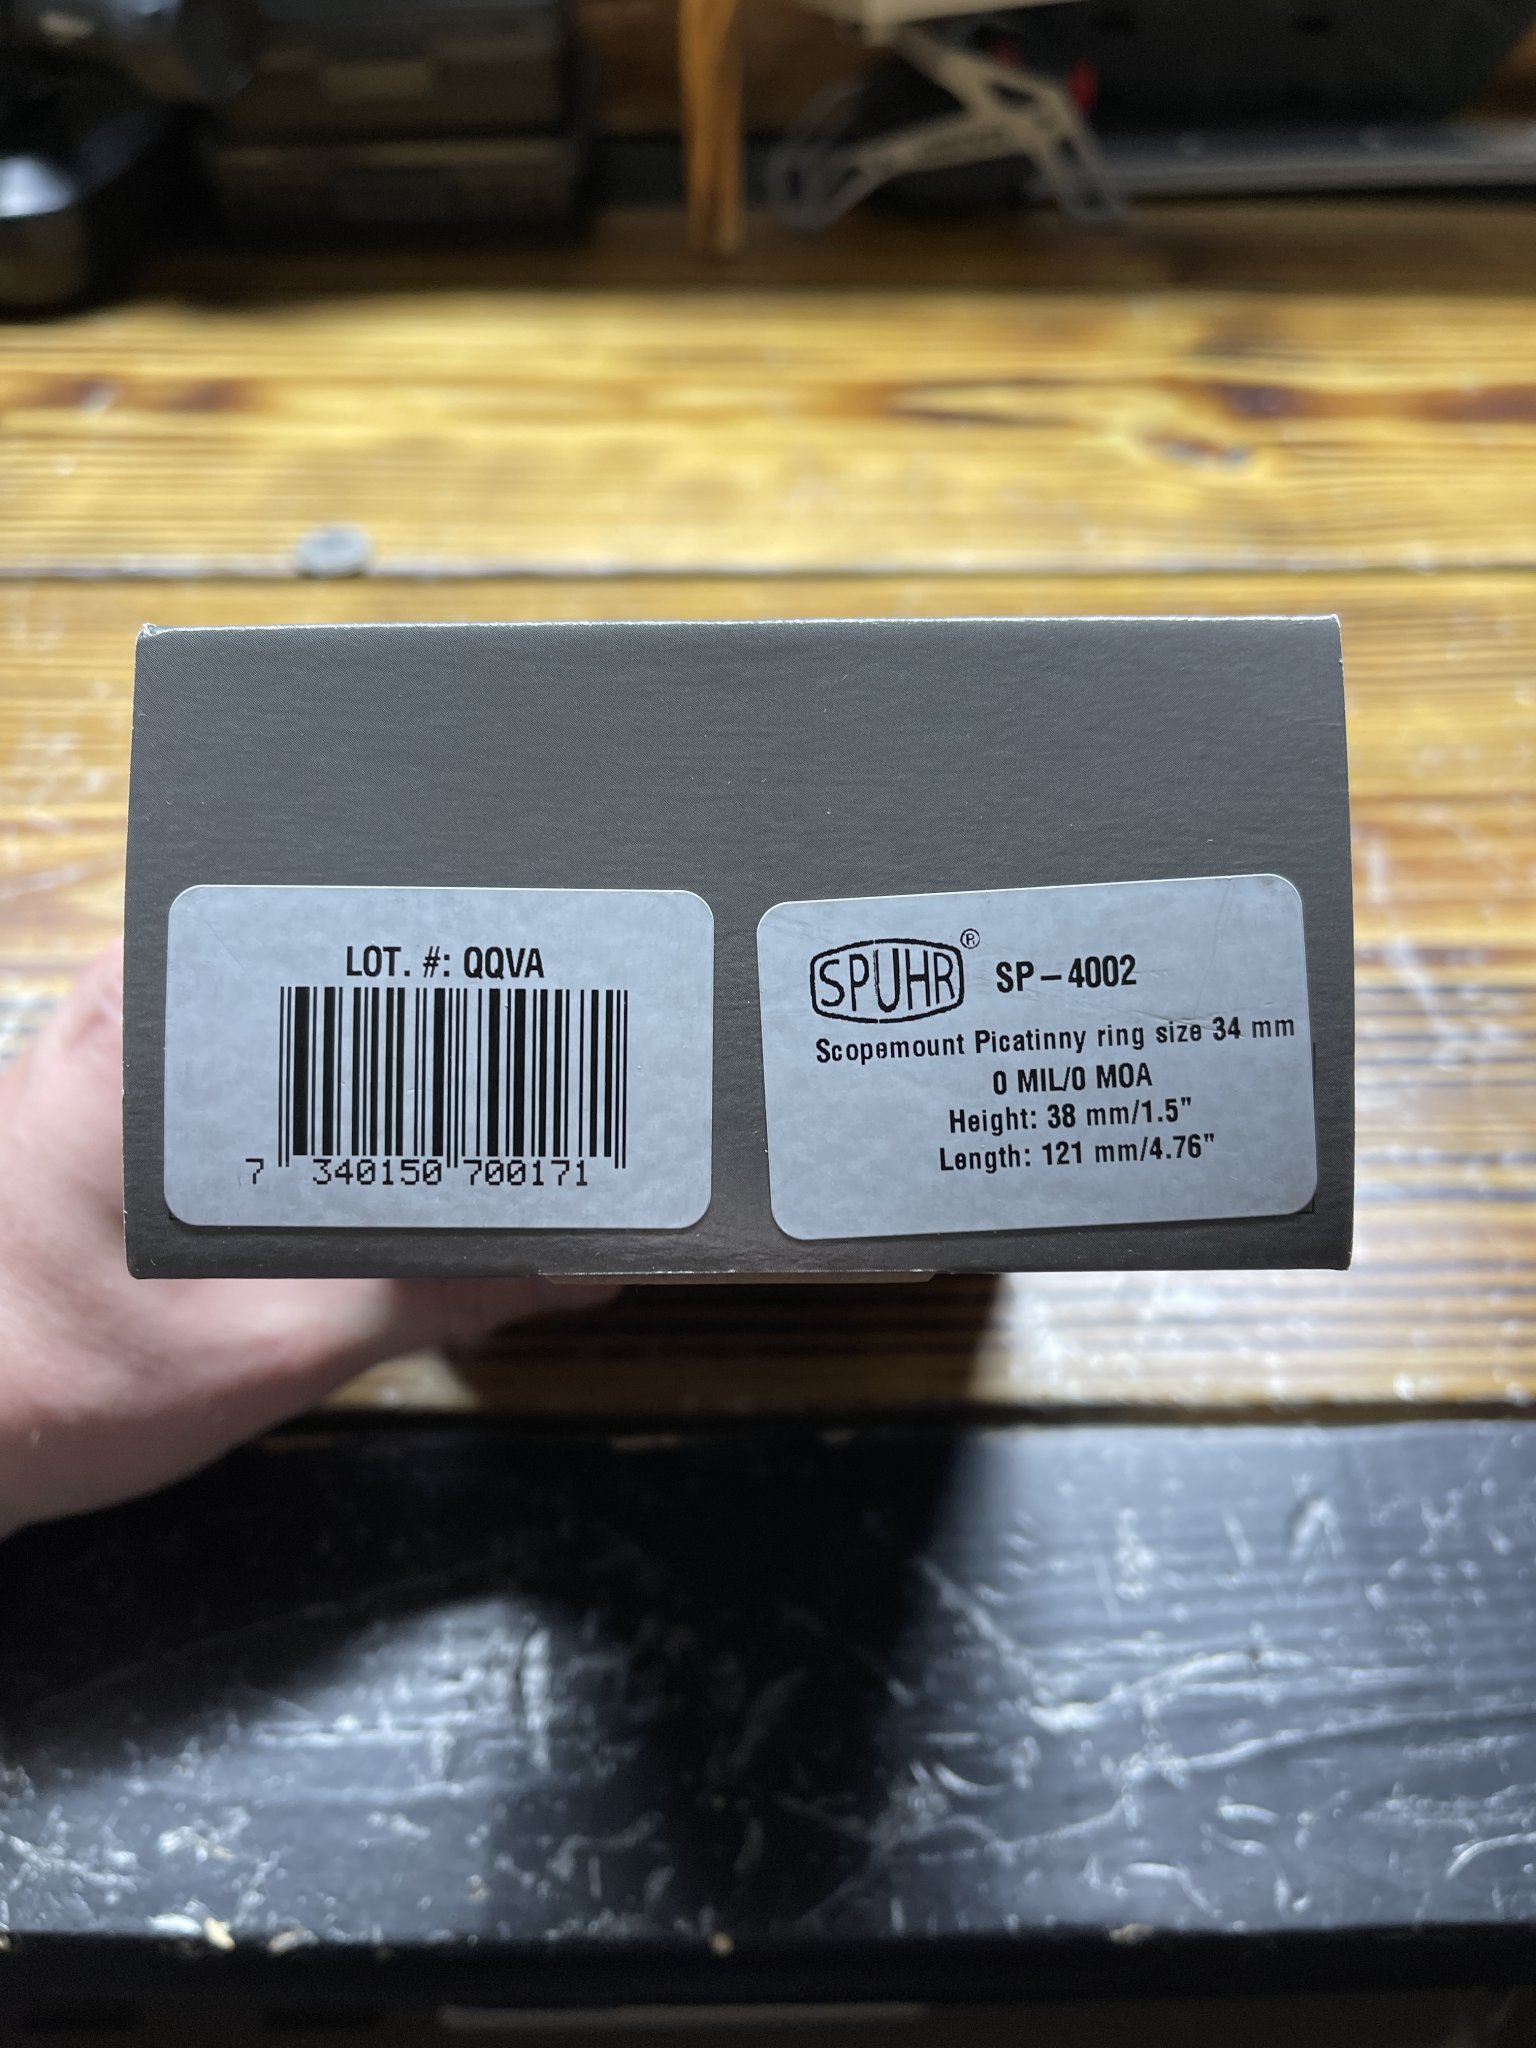 LOT. #: QQVA
7 340150 700171
SPUHR® SP-4002
Scopemount Picatinny ring size 34 mm
0 MIL/0 MOA
Height: 38 mm/1.5"
Length: 121 mm/4.76"